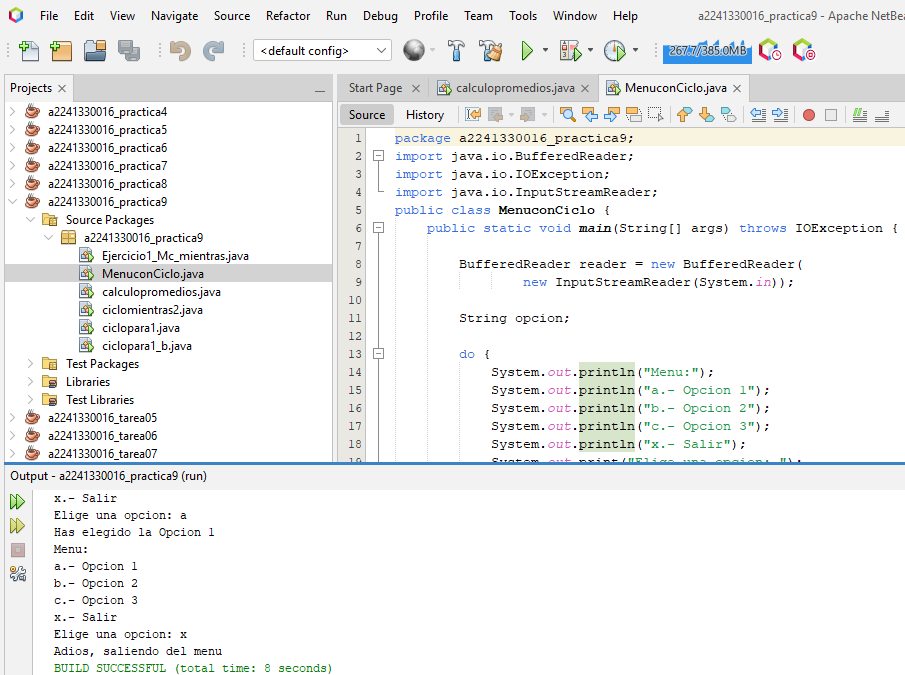 File Edit View Navigate Source Refactor Run Debug Profile Team Tools Window Help a2241330016_practica9 - Apache NetBea
<default config> 267.7/385.0MB
Projects
a2241330016_practica4
a2241330016_practica5
a2241330016_practica6
a2241330016_practica7
a2241330016_practica8
a2241330016_practica9
Source Packages
a2241330016_practica9
Ejercicio1_Mc_mientras.java
MenuconCiclo.java
calculopromedios.java
ciclomientras2.java
ciclopara1.java
ciclopara1_b.java
Test Packages
Libraries
Test Libraries
a2241330016_tarea05
a2241330016_tarea06
a2241330016_tarea07
Start Page calculopromedios.java MenuconCiclo.java
Source History
1 package a2241330016_practica9;
2 import java.io.BufferedReader;
3 import java.io.IOException;
4 import java.io.InputStreamReader;
5 public class MenuconCiclo {
6 public static void main(String[] args) throws IOException {
7
8 BufferedReader reader = new BufferedReader(
9 new InputStreamReader(System.in));
10
11 String opcion;
12
13 do {
14 System.out.println("Menu:");
15 System.out.println("a.- Opcion 1");
16 System.out.println("b.- Opcion 2");
17 System.out.println("c.- Opcion 3");
18 System.out.println("x.- Salir");
19 System.out.print("Elige una opcion: ");
Output - a2241330016_practica9 (run)
x.- Salir
Elige una opcion: a
Has elegido la Opcion 1
Menu:
a.- Opcion 1
b.- Opcion 2
c.- Opcion 3
x.- Salir
Elige una opcion: x
Adios, saliendo del menu
BUILD SUCCESSFUL (total time: 8 seconds)